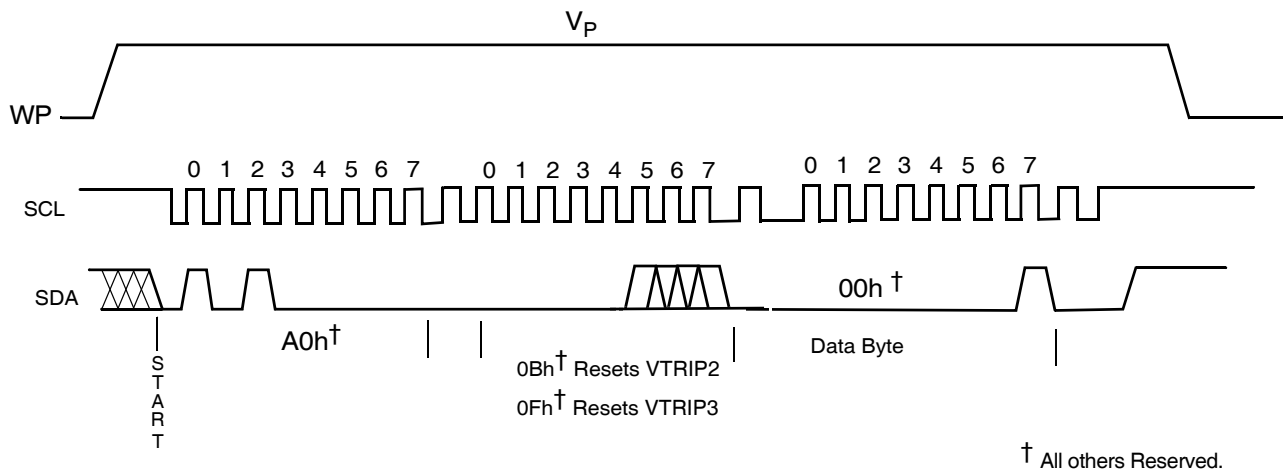 VP
WP
0 1 2 3 4 5 6 7 0 1 2 3 4 5 6 7 0 1 2 3 4 5 6 7
SCL
SDA
00h †
A0h†
Data Byte
START
0Bh† Resets VTRIP2
0Fh† Resets VTRIP3
† All others Reserved.